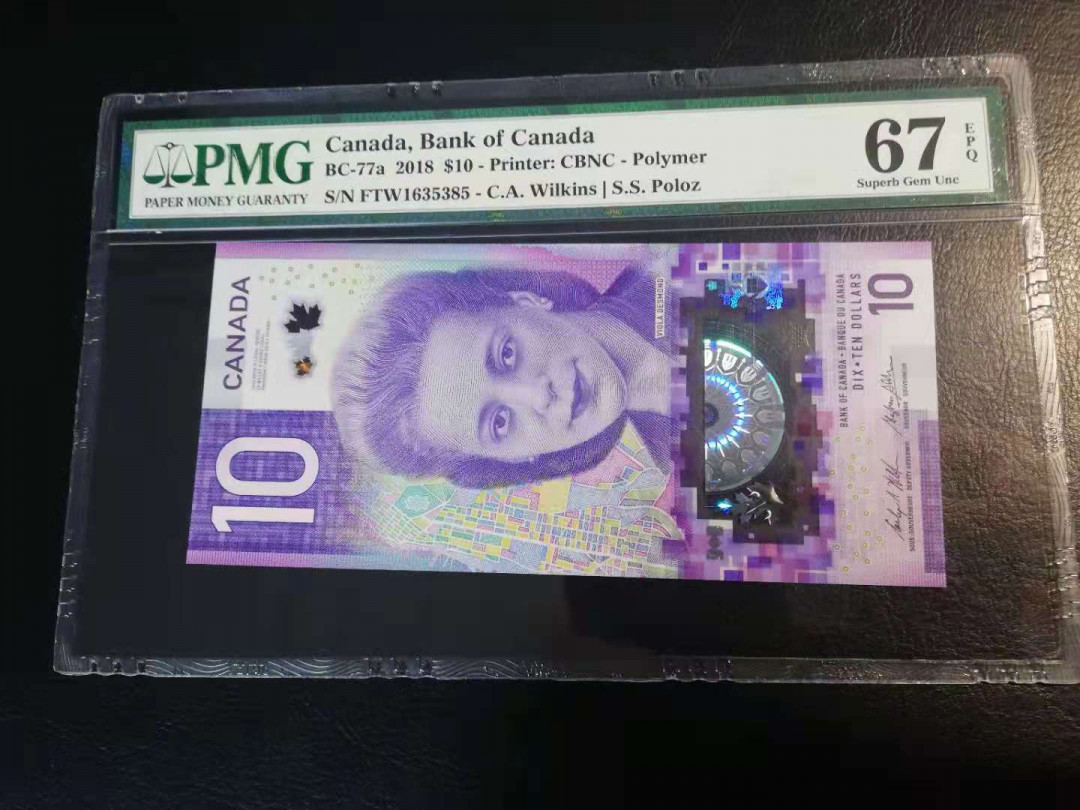 PMG
PAPER MONEY GUARANTY
Canada, Bank of Canada
BC-77a 2018 $10 - Printer: CBNC - Polymer
S/N FTW1635385 - C.A. Wilkins | S.S. Poloz
67
EPQ
Superb Gem Unc
CANADA
10
VIOLA DESMOND
BANK OF CANADA • BANQUE DU CANADA
DIX • TEN DOLLARS
10